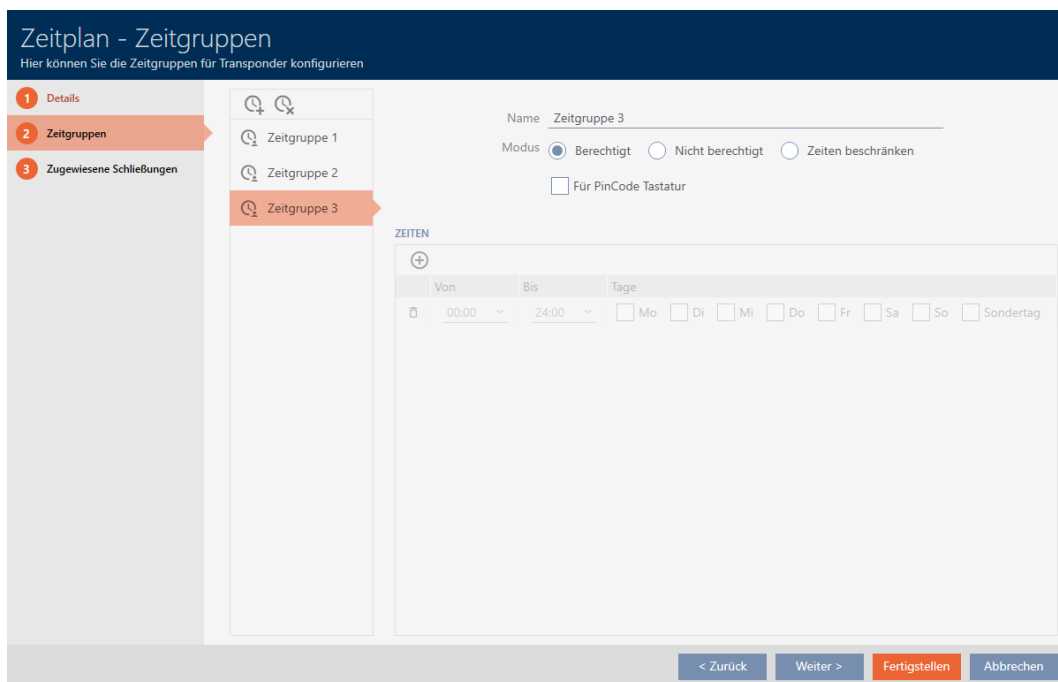 Zeitplan - Zeitgruppen
Hier können Sie die Zeitgruppen für Transponder konfigurieren
1 Details
2 Zeitgruppen
3 Zugewiesene Schließungen
Zeitgruppe 1
Zeitgruppe 2
Zeitgruppe 3
Name Zeitgruppe 3
Modus Berechtigt Nicht berechtigt Zeiten beschränken
Für PinCode Tastatur
ZEITEN
Von Bis Tage
00:00 24:00 Mo Di Mi Do Fr Sa So Sondertag
< Zurück Weiter > Fertigstellen Abbrechen